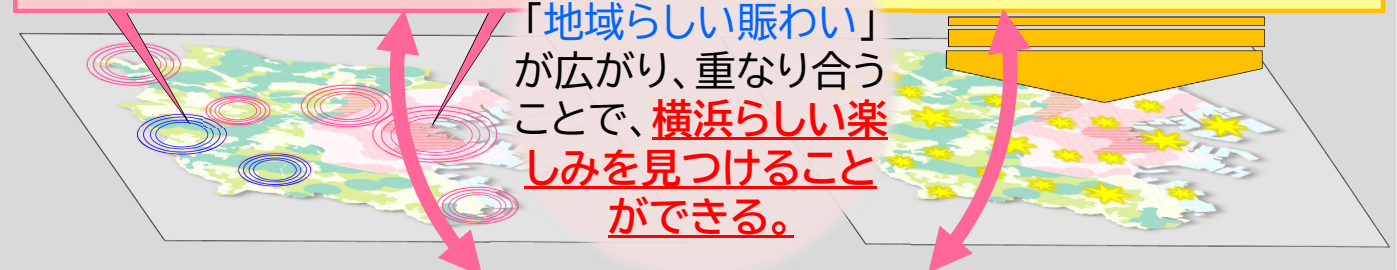 「地域らしい賑わい」
が広がり、重なり合う
ことで、横浜らしい楽
しみを見つけること
ができる。